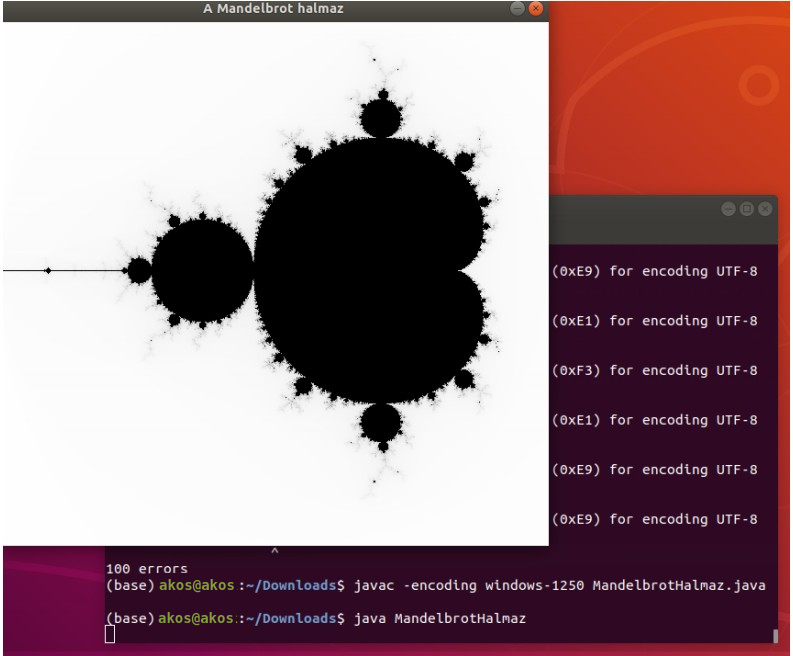 A Mandelbrot halmaz
(0xE9) for encoding UTF-8
(0xE1) for encoding UTF-8
(0xF3) for encoding UTF-8
(0xE1) for encoding UTF-8
(0xE9) for encoding UTF-8
(0xE9) for encoding UTF-8
^
100 errors
(base) akos@akos:~/Downloads$ javac -encoding windows-1250 MandelbrotHalmaz.java
(base) akos@akos:~/Downloads$ java MandelbrotHalmaz